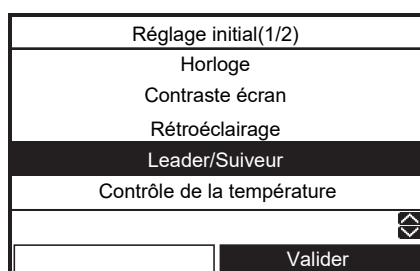 Réglage initial(1/2)
Horloge
Contraste écran
Rétroéclairage
Leader/Suiveur
Contrôle de la température
Valider